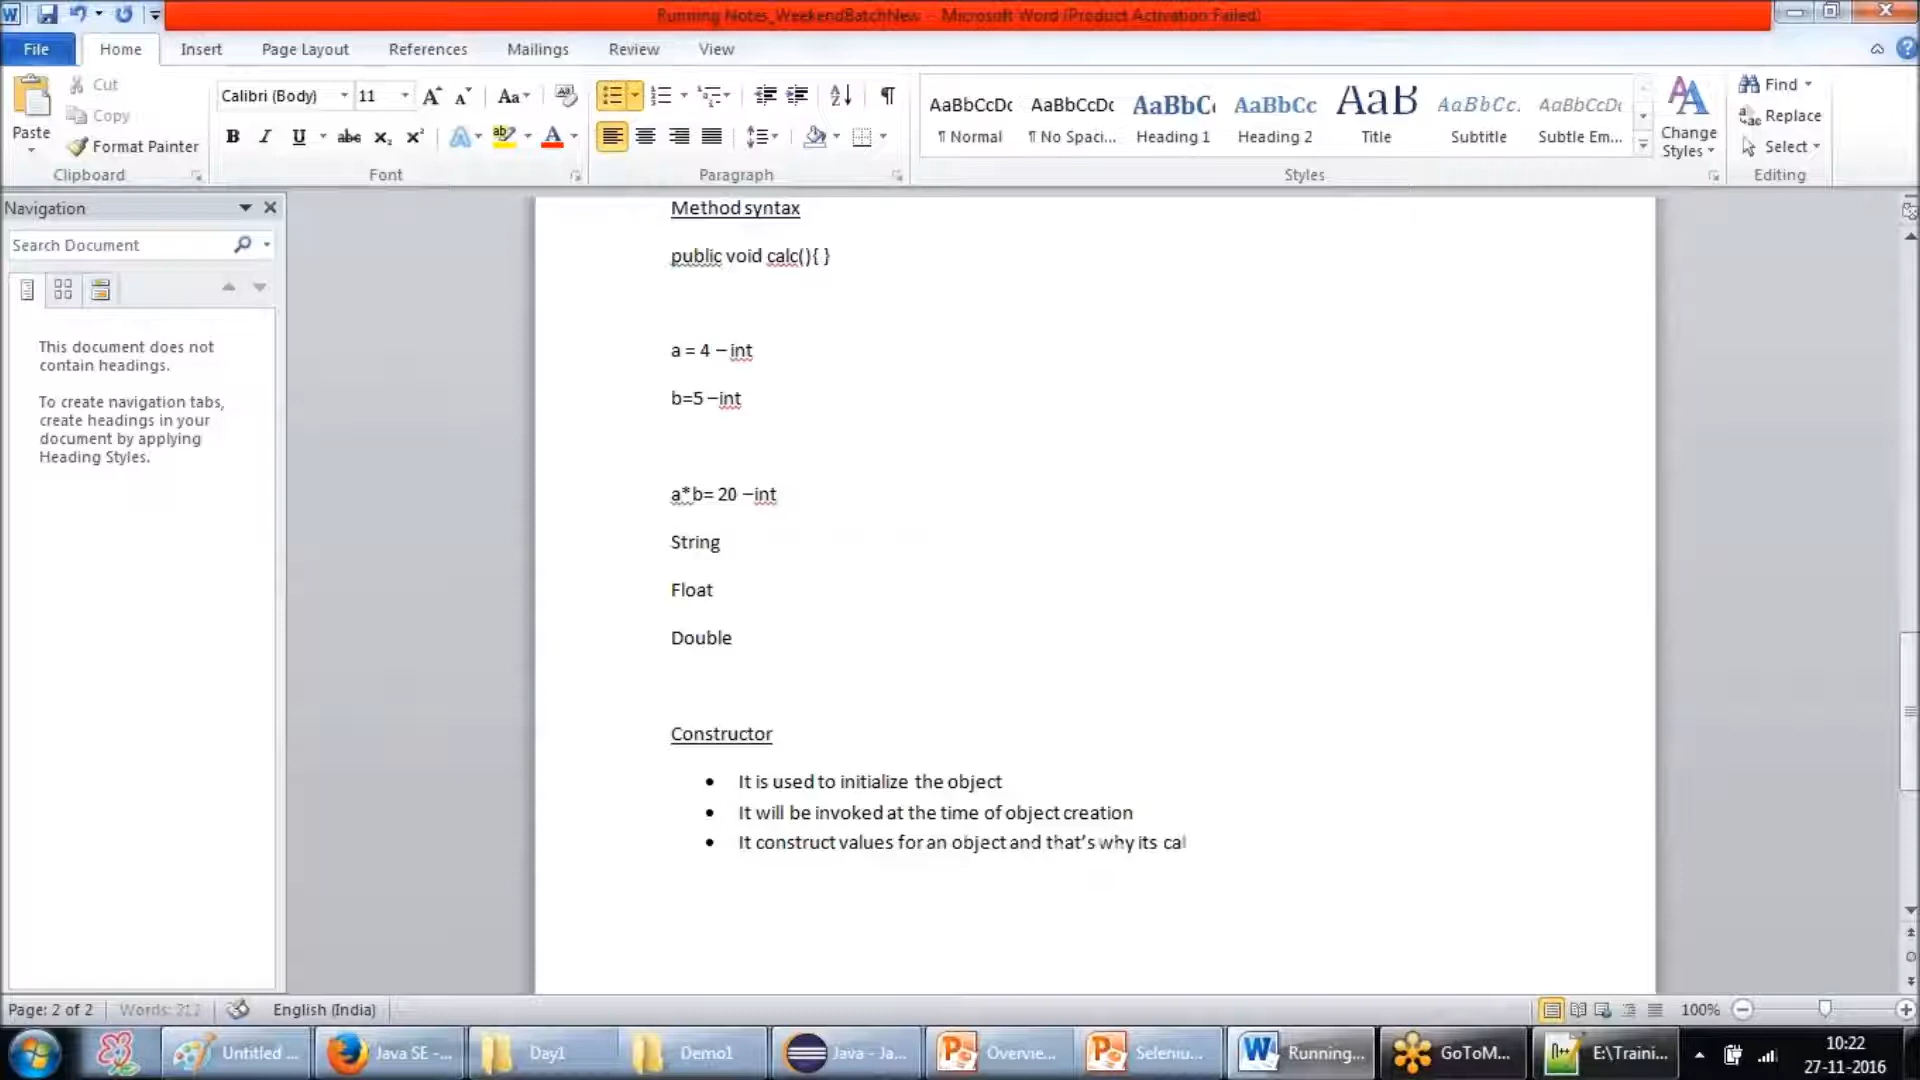 Running Notes_WeekendBatchNew - Microsoft Word (Product Activation Failed)
File Home Insert Page Layout References Mailings Review View
Paste
Cut
Copy
Format Painter
Clipboard
Calibri (Body) 11
Font
Paragraph
AaBbCcDc AaBbCcDc AaBbC AaBbCc AaB AaBbCc. AaBbCcDc
¶ Normal ¶ No Spaci... Heading 1 Heading 2 Title Subtitle Subtle Em...
Styles
Change Styles
Find
Replace
Select
Editing
Navigation
Search Document
This document does not
contain headings.
To create navigation tabs,
create headings in your
document by applying
Heading Styles.
Method syntax
public void calc(){ }
a = 4 – int
b=5 –int
a*b= 20 –int
String
Float
Double
Constructor
• It is used to initialize the object
• It will be invoked at the time of object creation
• It construct values for an object and that's why its cal
Page: 2 of 2 Words: 212 English (India) 100%
Untitled ... Java SE -... Day1 Demo1 Java - Ja... Overvie... Seleniu... Running... GoToM... E:\Traini...
10:22
27-11-2016